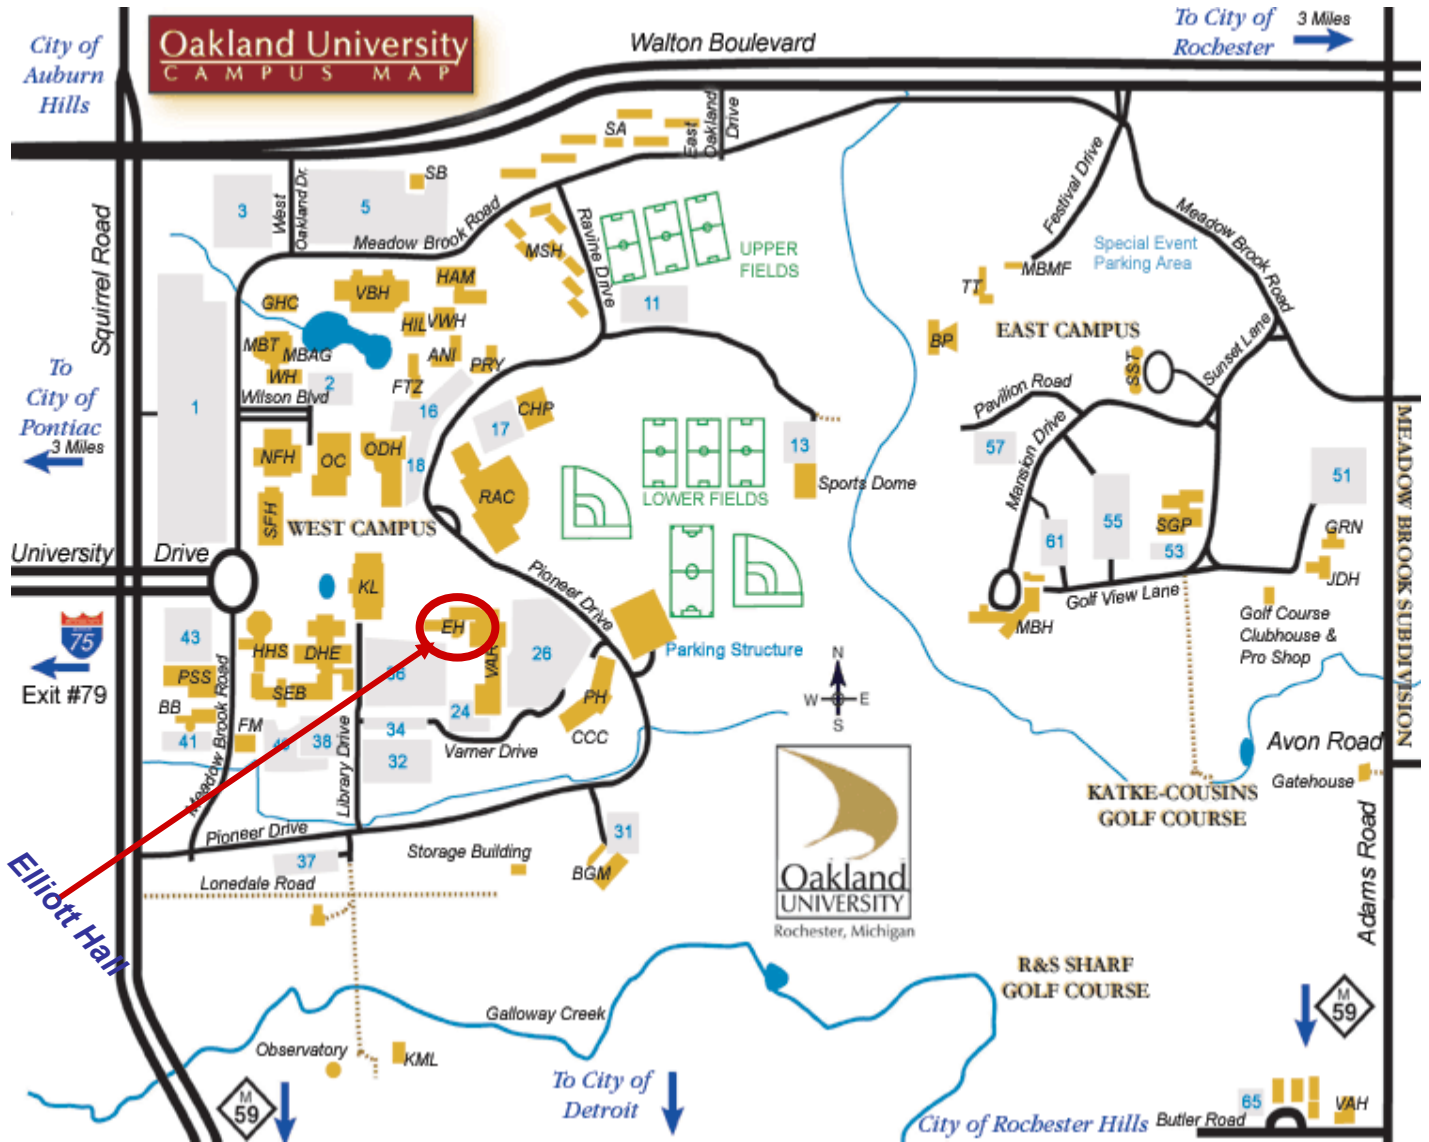 City of
Auburn
Hills
Oakland University
CAMPUS MAP
Walton Boulevard
To City of
Rochester
3 Miles
Squirrel Road
SA
East
Oakland
Drive
SB
3
West
Oakland Dr.
5
Meadow Brook Road
MSH
Ravine Drive
UPPER
FIELDS
11
Festival Drive
Meadow Brook Road
Special Event
Parking Area
MBMF
TT
BP
EAST CAMPUS
SST
Sunset Lane
GHC
VBH
HAM
HIL
VWH
MBT
MBAG
WH
ANI
PRY
FTZ
2
Wilson Blvd
1
16
17
CHP
18
To
City of
Pontiac
3 Miles
NFH
OC
ODH
RAC
SFH
WEST CAMPUS
LOWER FIELDS
13
Sports Dome
Pavilion Road
57
Mansion Drive
55
61
SGP
53
51
GRN
JDH
MEADOW BROOK SUBDIVISION
University Drive
KL
Pioneer Drive
Golf View Lane
MBH
Golf Course
Clubhouse &
Pro Shop
75
Exit #79
43
HHS
DHE
EH
VAR
26
Parking Structure
N
W
E
S
PSS
SEB
36
PH
BB
41
FM
Meadow Brook Road
40
38
Library Drive
34
24
32
Varner Drive
CCC
Avon Road
Gatehouse
KATKE-COUSINS
GOLF COURSE
Adams Road
Pioneer Drive
37
Storage Building
31
BGM
Lonedale Road
Elliott Hall
Oakland
UNIVERSITY
Rochester, Michigan
R&S SHARF
GOLF COURSE
Galloway Creek
Observatory
KML
M
59
M
59
To City of
Detroit
City of Rochester Hills
Butler Road
65
VAH